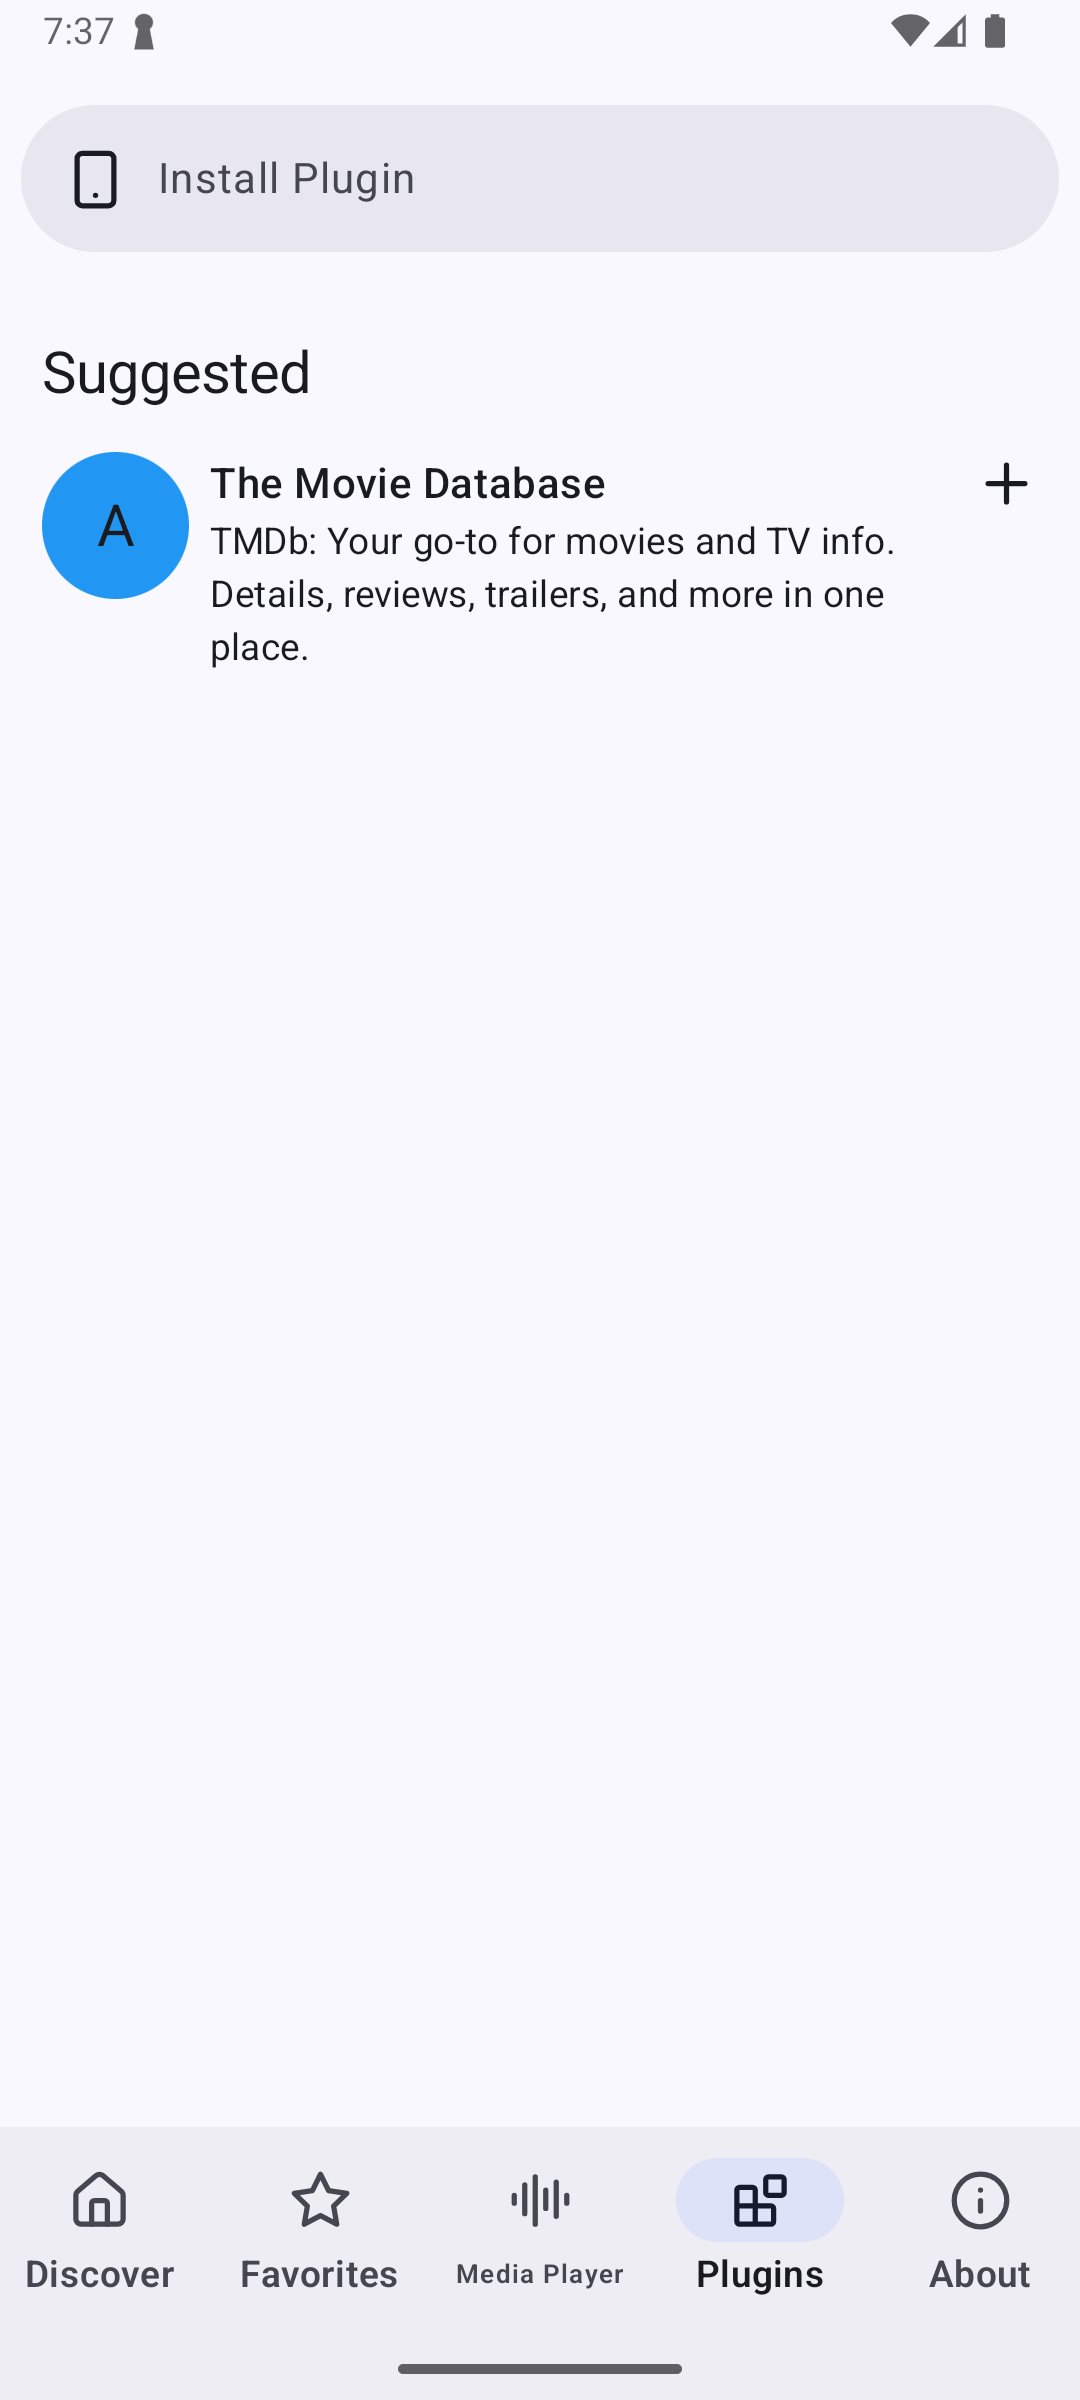 7:37
Install Plugin
Suggested
A
The Movie Database
TMDb: Your go-to for movies and TV info.
Details, reviews, trailers, and more in one
place.
Discover
Favorites
Media Player
Plugins
About